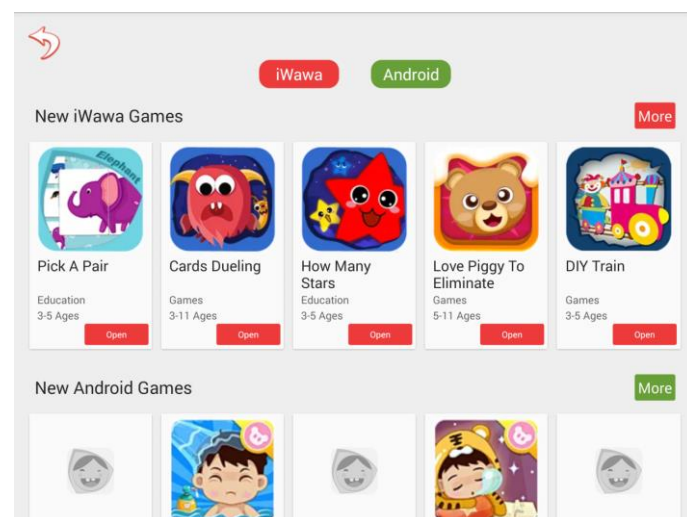 iWawa
Android
New iWawa Games
More
Elephant
Pick A Pair
Education
3-5 Ages
Open
Cards Dueling
Games
3-11 Ages
Open
How Many
Stars
Education
3-5 Ages
Open
Love Piggy To
Eliminate
Games
5-11 Ages
Open
DIY Train
Games
3-5 Ages
Open
New Android Games
More